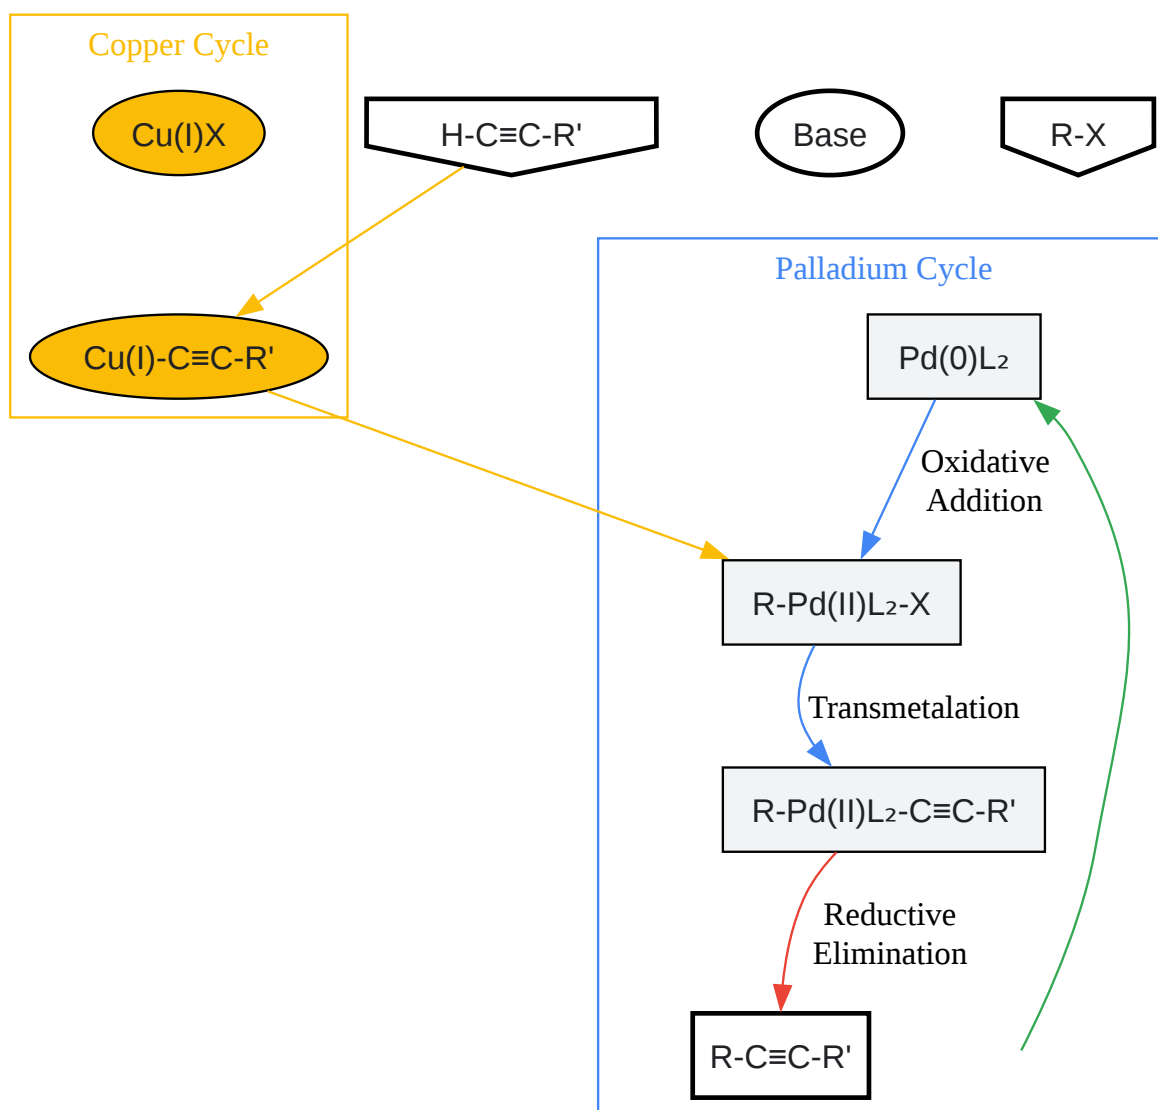 Copper Cycle
Cu(I)X
H-C≡C-R'
Base
R-X
Palladium Cycle
Cu(I)-C≡C-R'
Pd(0)L₂
Oxidative
Addition
R-Pd(II)L₂-X
Transmetalation
R-Pd(II)L₂-C≡C-R'
Reductive
Elimination
R-C≡C-R'